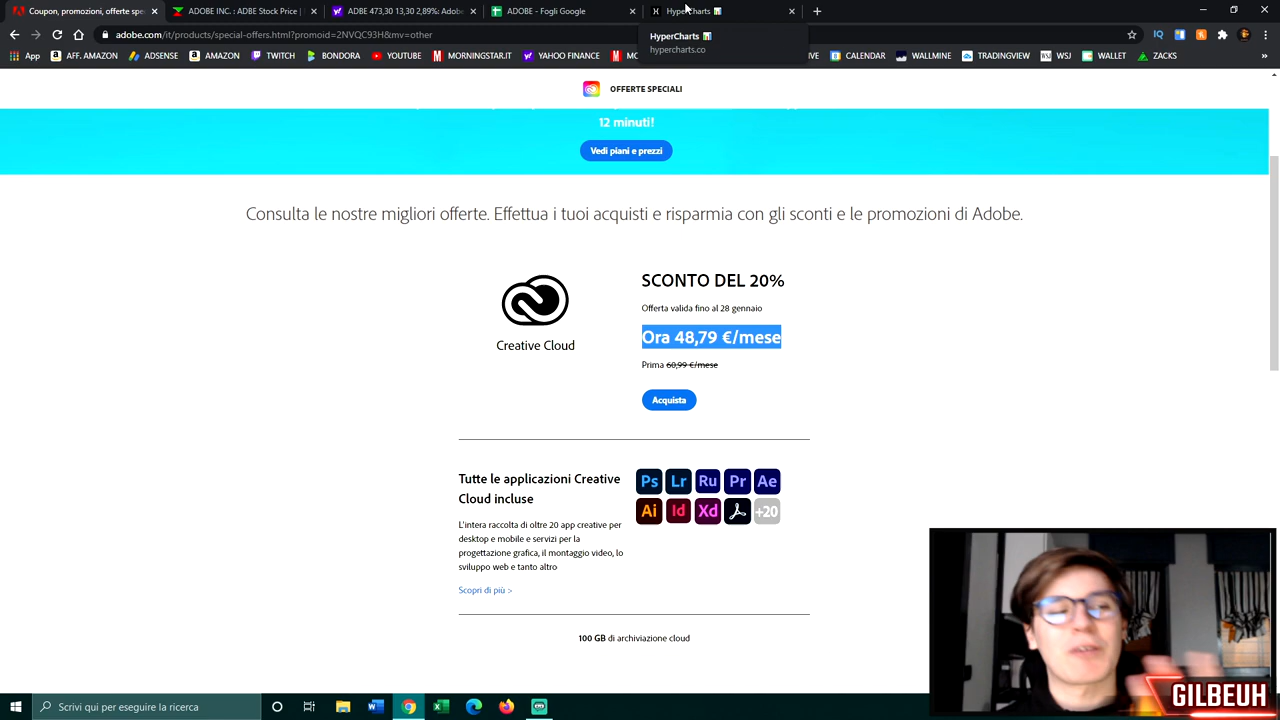 Coupon, promozioni, offerte spec
ADBE INC. : ADBE Stock Price |
ADBE 473,30 13,30 2,89% : Adobe
ADOBE - Fogli Google
HyperCharts
adobe.com/it/products/special-offers.html?promoid=2NVQC93H&mv=other
HyperCharts
hypercharts.co
App
AFF. AMAZON
ADSENSE
AMAZON
TWITCH
BONDORA
YOUTUBE
MORNINGSTAR.IT
YAHOO FINANCE
CALENDAR
WALLMINE
TRADINGVIEW
WSJ
WALLET
ZACKS
OFFERTE SPECIALI
12 minuti!
Vedi piani e prezzi
Consulta le nostre migliori offerte. Effettua i tuoi acquisti e risparmia con gli sconti e le promozioni di Adobe.
SCONTO DEL 20%
Offerta valida fino al 28 gennaio
Ora 48,79 €/mese
Creative Cloud
Prima 60,99 €/mese
Acquista
Tutte le applicazioni Creative
Cloud incluse
Ps Lr Ru Pr Ae
Ai Id Xd +20
L'intera raccolta di oltre 20 app creative per
desktop e mobile e servizi per la
progettazione grafica, il montaggio video, lo
sviluppo web e tanto altro
Scopri di più >
100 GB di archiviazione cloud
GILBEUH
Scrivi qui per eseguire la ricerca